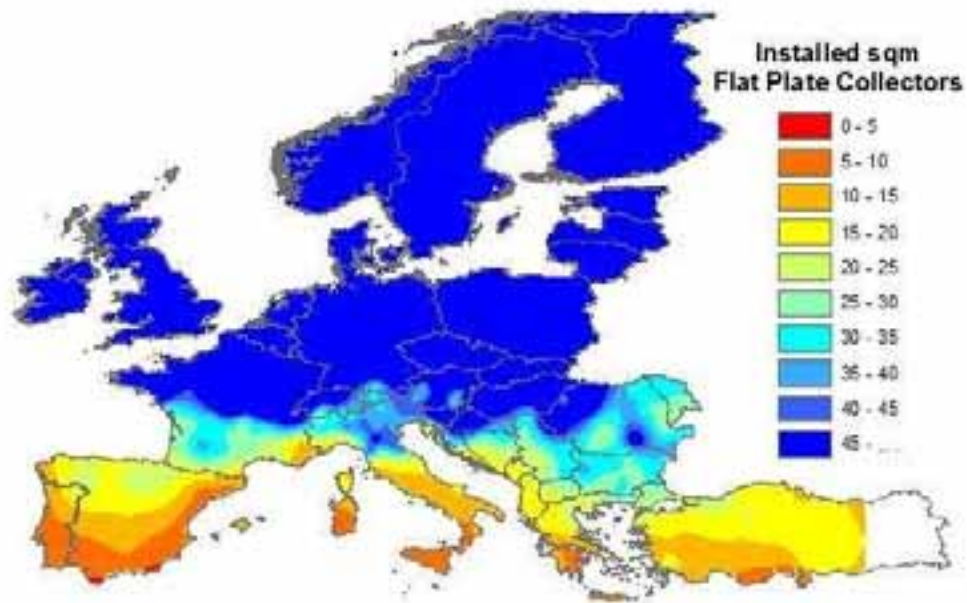 Installed sqm
Flat Plate Collectors
0 - 5
5 - 10
10 - 15
15 - 20
20 - 25
25 - 30
30 - 35
35 - 40
40 - 45
45 - ...